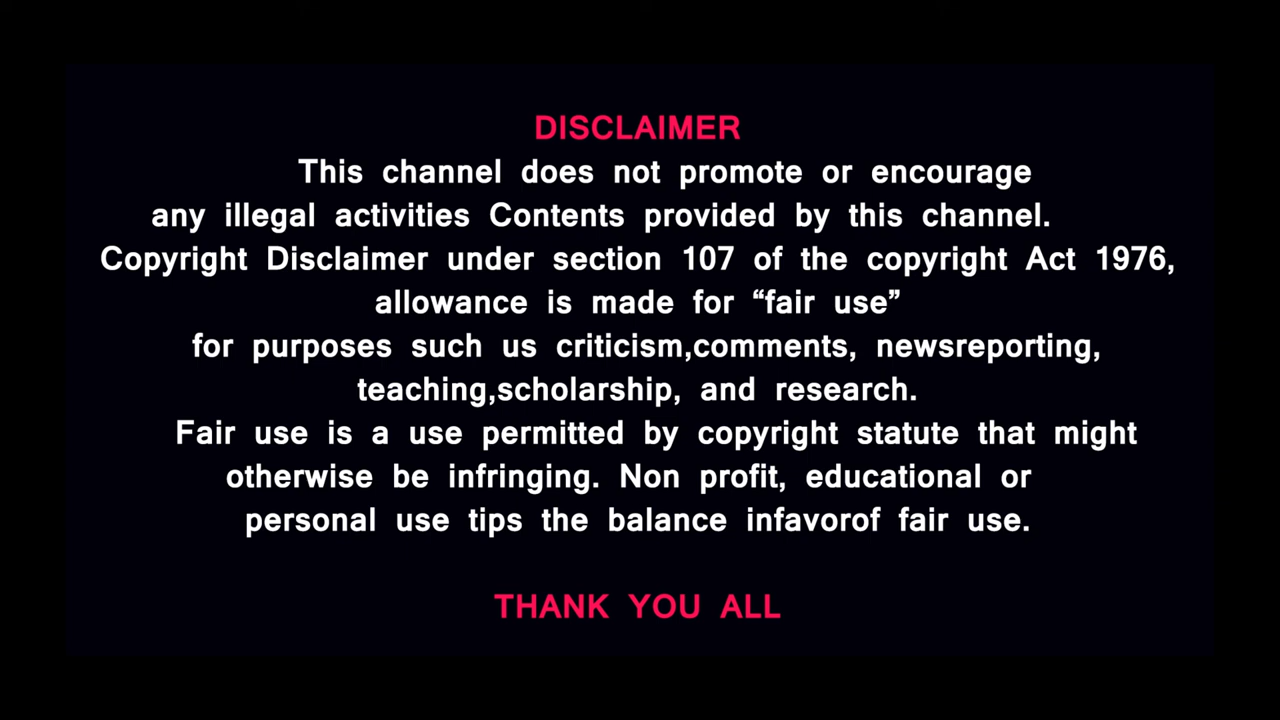 DISCLAIMER
This channel does not promote or encourage
any illegal activities Contents provided by this channel.
Copyright Disclaimer under section 107 of the copyright Act 1976,
allowance is made for “fair use”
for purposes such us criticism,comments, newsreporting,
teaching,scholarship, and research.
Fair use is a use permitted by copyright statute that might
otherwise be infringing. Non profit, educational or
personal use tips the balance infavorof fair use.
THANK YOU ALL